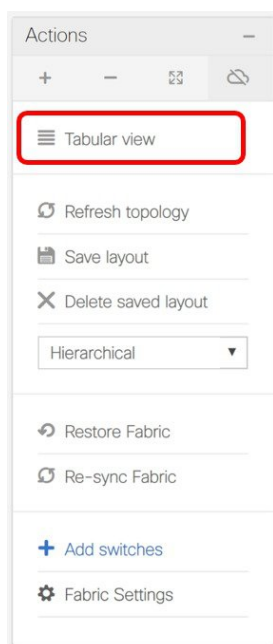 Actions
Tabular view
Refresh topology
Save layout
Delete saved layout
Hierarchical
Restore Fabric
Re-sync Fabric
Add switches
Fabric Settings